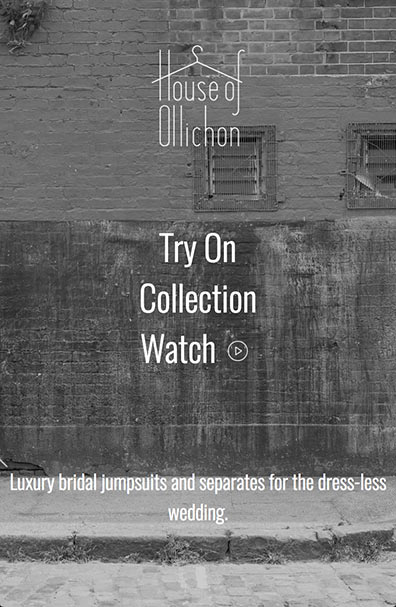 House of
Ollichon
Try On
Collection
Watch
Luxury bridal jumpsuits and separates for the dress-less
wedding.